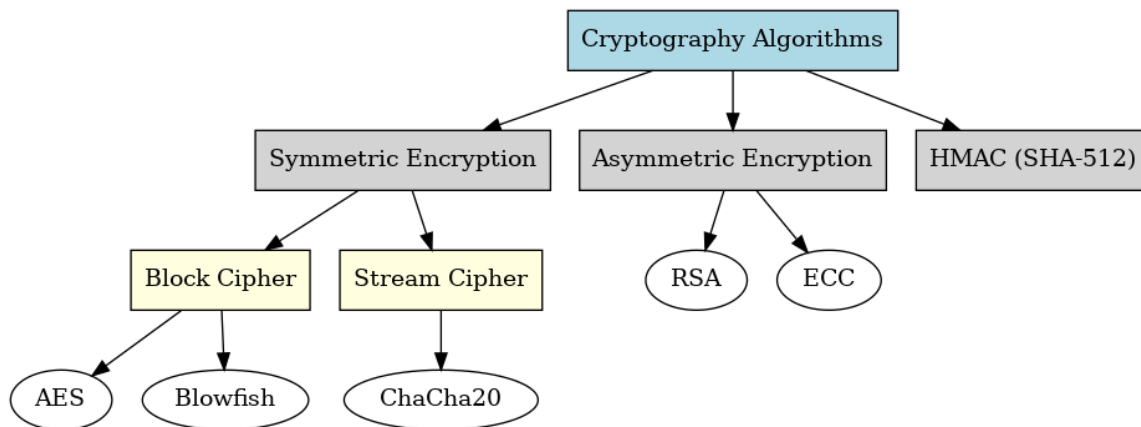 Cryptography Algorithms
Symmetric Encryption
Asymmetric Encryption
HMAC (SHA-512)
Block Cipher
Stream Cipher
RSA
ECC
AES
Blowfish
ChaCha20